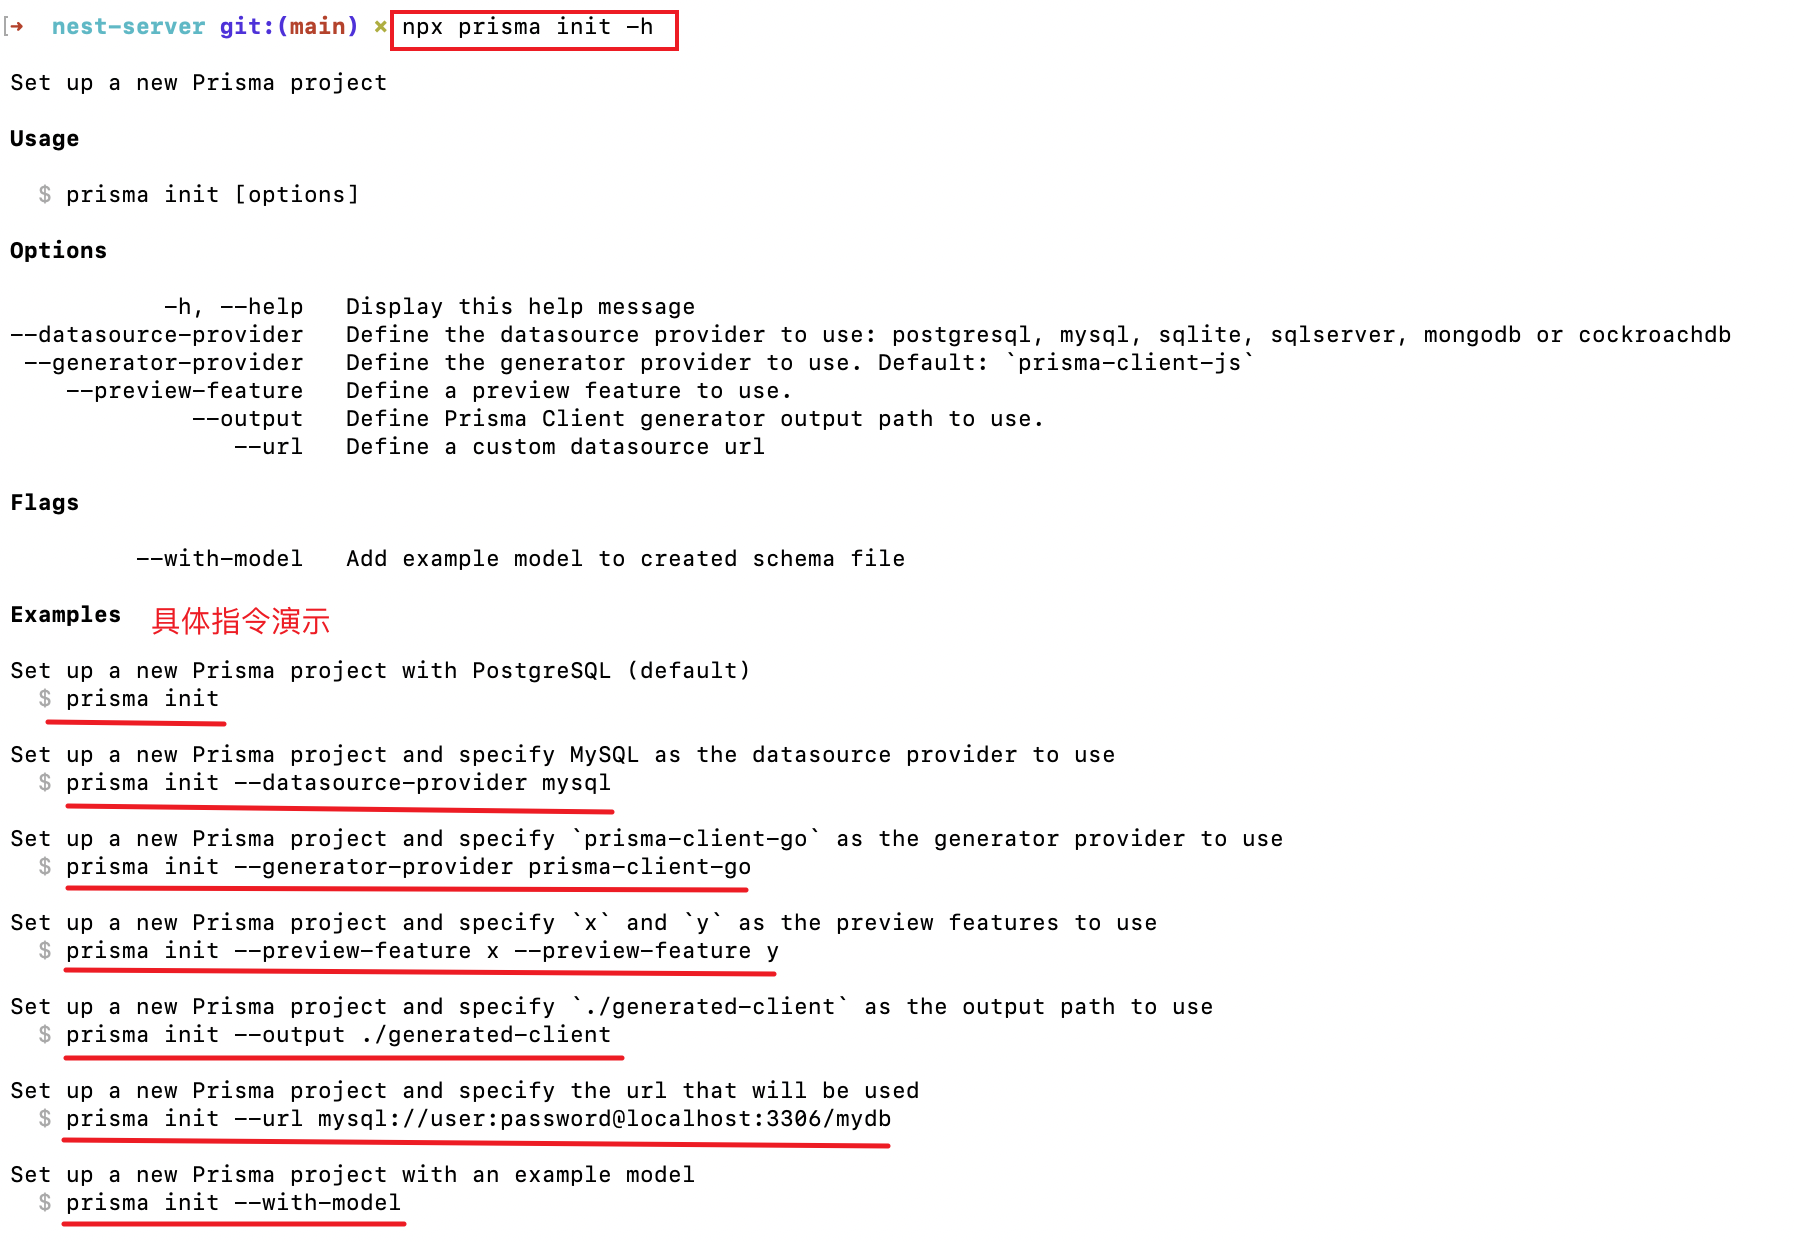 [➜  nest-server git:(main) ✗ npx prisma init -h
Set up a new Prisma project
Usage
$ prisma init [options]
Options
-h, --help   Display this help message
--datasource-provider   Define the datasource provider to use: postgresql, mysql, sqlite, sqlserver, mongodb or cockroachdb
--generator-provider   Define the generator provider to use. Default: `prisma-client-js`
--preview-feature   Define a preview feature to use.
--output   Define Prisma Client generator output path to use.
--url   Define a custom datasource url
Flags
--with-model   Add example model to created schema file
Examples 具体指令演示
Set up a new Prisma project with PostgreSQL (default)
$ prisma init
Set up a new Prisma project and specify MySQL as the datasource provider to use
$ prisma init --datasource-provider mysql
Set up a new Prisma project and specify `prisma-client-go` as the generator provider to use
$ prisma init --generator-provider prisma-client-go
Set up a new Prisma project and specify `x` and `y` as the preview features to use
$ prisma init --preview-feature x --preview-feature y
Set up a new Prisma project and specify `./generated-client` as the output path to use
$ prisma init --output ./generated-client
Set up a new Prisma project and specify the url that will be used
$ prisma init --url mysql://user:password@localhost:3306/mydb
Set up a new Prisma project with an example model
$ prisma init --with-model